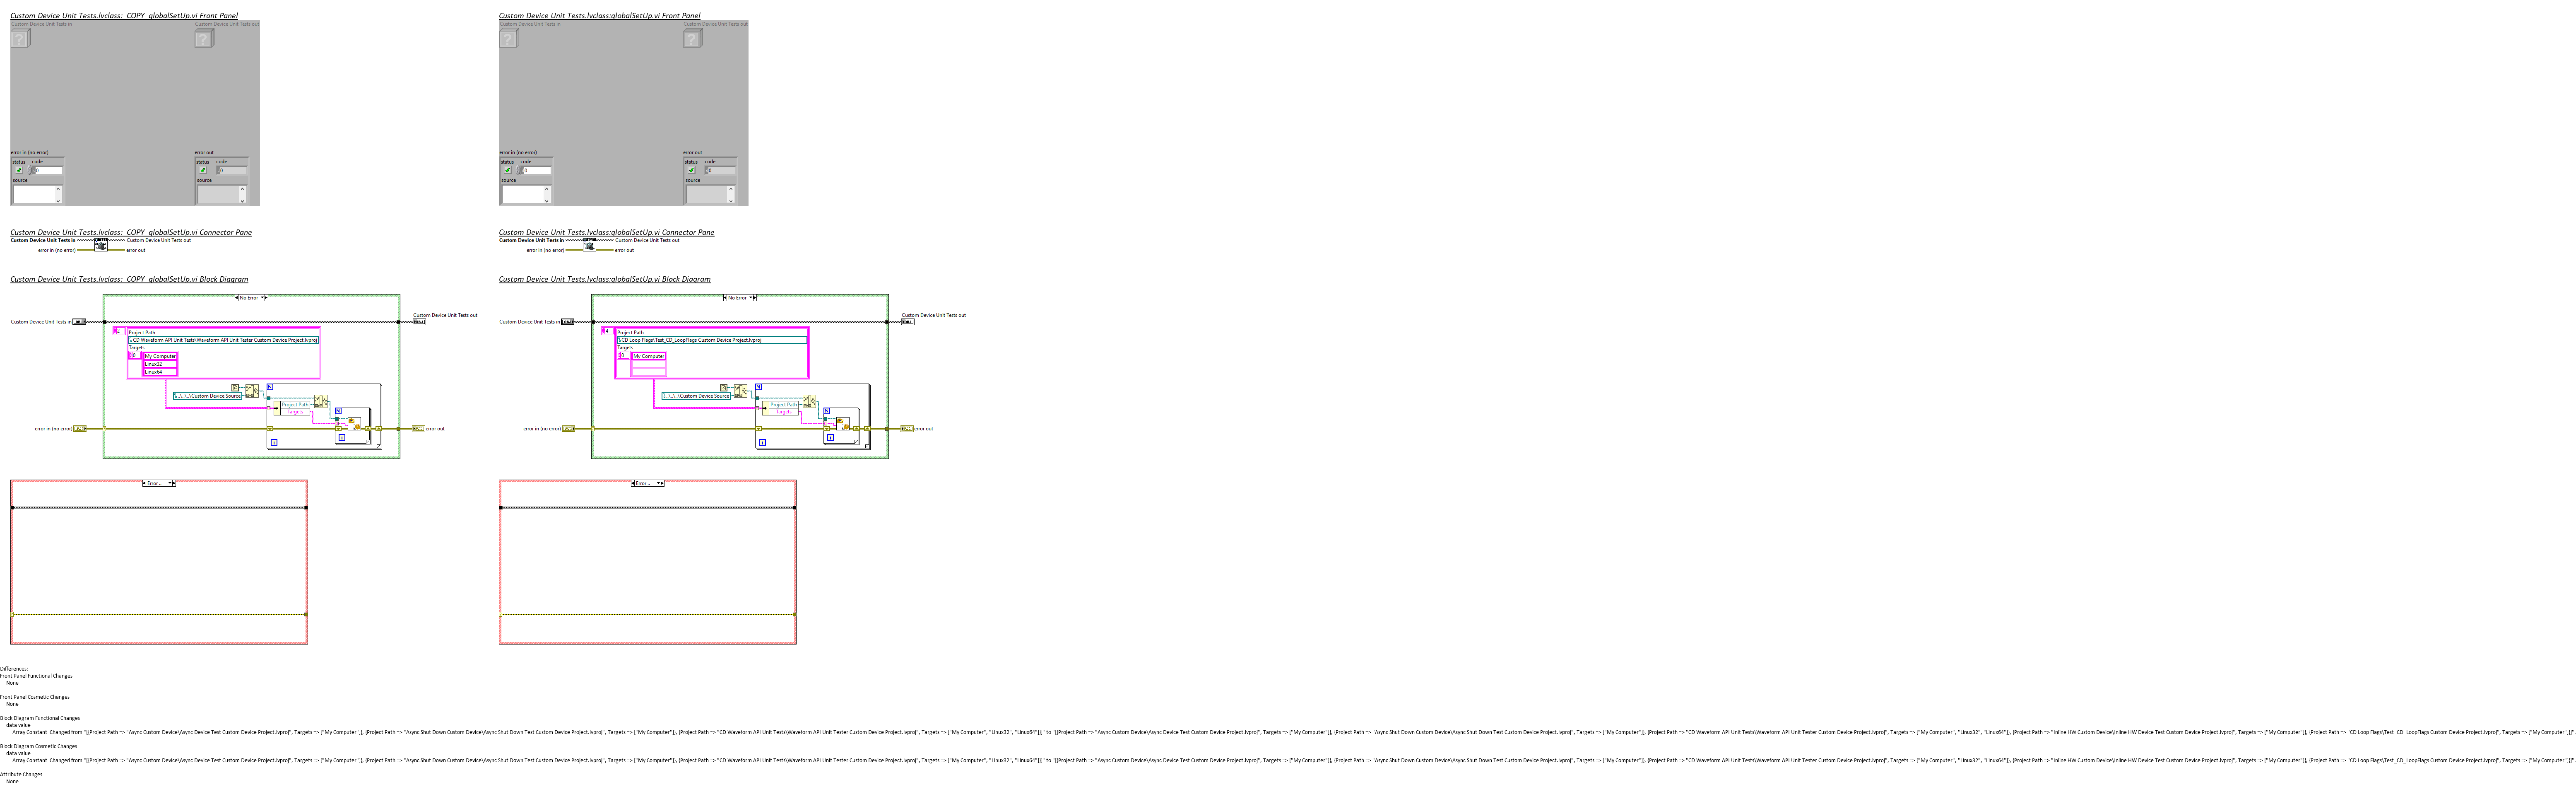 Custom Device Unit Tests.lvclass:_COPY_globalSetUp.vi Front Panel
Custom Device Unit Tests in
Custom Device Unit Tests out
error in (no error)
status code
0
source
error out
status code
0
source
Custom Device Unit Tests.lvclass:_COPY_globalSetUp.vi Connector Pane
Custom Device Unit Tests in
Custom Device Unit Tests out
error in (no error)
error out
Custom Device Unit Tests.lvclass:_COPY_globalSetUp.vi Block Diagram
No Error
Custom Device Unit Tests in
Custom Device Unit Tests out
2
Project Path
\CD Waveform API Unit Tests\Waveform API Unit Tester Custom Device Project.lvproj
Targets
0
My Computer
Linux32
Linux64
\..\..\..\Custom Device Source
N
Project Path
Targets
N
i
i
error in (no error)
error out
Error
Custom Device Unit Tests.lvclass:globalSetUp.vi Front Panel
Custom Device Unit Tests in
Custom Device Unit Tests out
error in (no error)
status code
0
source
error out
status code
0
source
Custom Device Unit Tests.lvclass:globalSetUp.vi Connector Pane
Custom Device Unit Tests in
Custom Device Unit Tests out
error in (no error)
error out
Custom Device Unit Tests.lvclass:globalSetUp.vi Block Diagram
No Error
Custom Device Unit Tests in
Custom Device Unit Tests out
4
Project Path
\CD Loop Flags\Test_CD_LoopFlags Custom Device Project.lvproj
Targets
0
My Computer
\..\..\..\Custom Device Source
N
Project Path
Targets
N
i
i
error in (no error)
error out
Error
Differences:
Front Panel Functional Changes
None
Front Panel Cosmetic Changes
None
Block Diagram Functional Changes
data value
Array Constant Changed from "[[Project Path => "Async Custom Device\Async Device Test Custom Device Project.lvproj", Targets => ["My Computer"]], [Project Path => "Async Shut Down Custom Device\Async Shut Down Test Custom Device Project.lvproj", Targets => ["My Computer"]], [Project Path => "CD Waveform API Unit Tests\Waveform API Unit Tester Custom Device Project.lvproj", Targets => ["My Computer", "Linux32", "Linux64"]]]" to "[[Project Path => "Async Custom Device\Async Device Test Custom Device Project.lvproj", Targets => ["My Computer"]], [Project Path => "Async Shut Down Custom Device\Async Shut Down Test Custom Device Project.lvproj", Targets => ["My Computer"]], [Project Path => "CD Waveform API Unit Tests\Waveform API Unit Tester Custom Device Project.lvproj", Targets => ["My Computer", "Linux32", "Linux64"]], [Project Path => "Inline HW Custom Device\Inline HW Device Test Custom Device Project.lvproj", Targets => ["My Computer"]], [Project Path => "CD Loop Flags\Test_CD_LoopFlags Custom Device Project.lvproj", Targets => ["My Computer"]]]".
Block Diagram Cosmetic Changes
data value
Array Constant Changed from "[[Project Path => "Async Custom Device\Async Device Test Custom Device Project.lvproj", Targets => ["My Computer"]], [Project Path => "Async Shut Down Custom Device\Async Shut Down Test Custom Device Project.lvproj", Targets => ["My Computer"]], [Project Path => "CD Waveform API Unit Tests\Waveform API Unit Tester Custom Device Project.lvproj", Targets => ["My Computer", "Linux32", "Linux64"]]]" to "[[Project Path => "Async Custom Device\Async Device Test Custom Device Project.lvproj", Targets => ["My Computer"]], [Project Path => "Async Shut Down Custom Device\Async Shut Down Test Custom Device Project.lvproj", Targets => ["My Computer"]], [Project Path => "CD Waveform API Unit Tests\Waveform API Unit Tester Custom Device Project.lvproj", Targets => ["My Computer", "Linux32", "Linux64"]], [Project Path => "Inline HW Custom Device\Inline HW Device Test Custom Device Project.lvproj", Targets => ["My Computer"]], [Project Path => "CD Loop Flags\Test_CD_LoopFlags Custom Device Project.lvproj", Targets => ["My Computer"]]]".
Attribute Changes
None